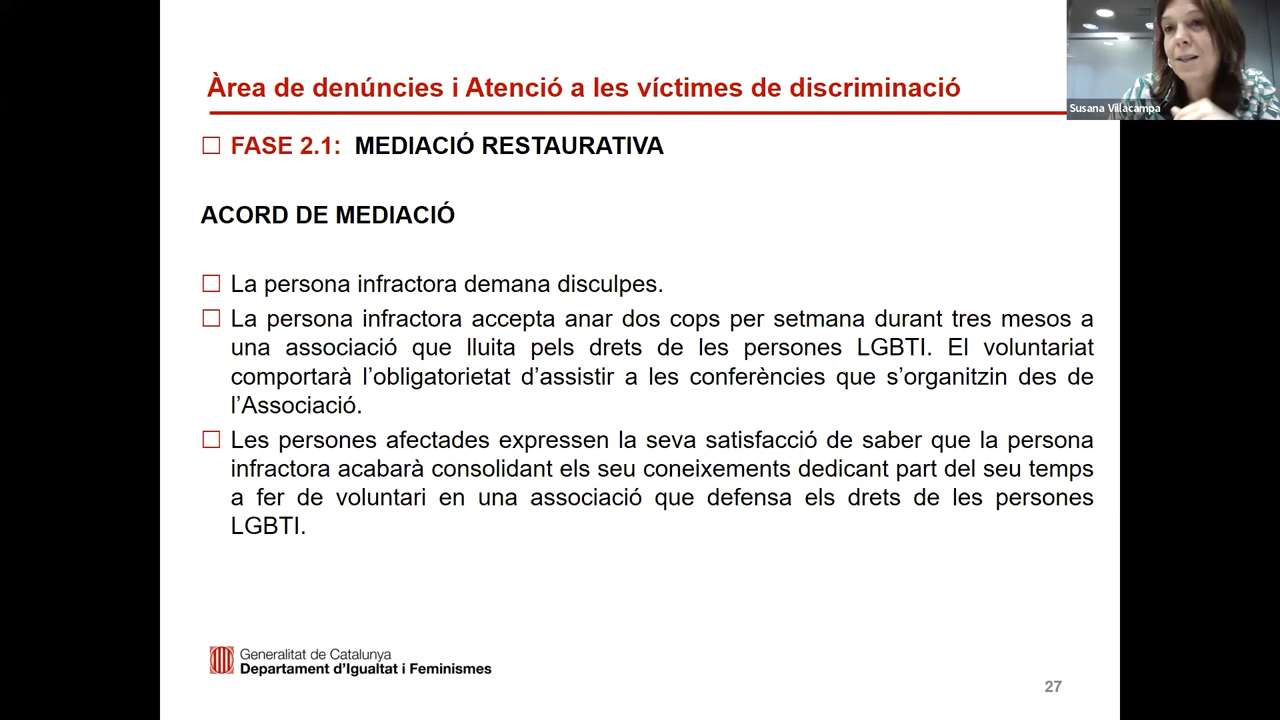 Àrea de denúncies i Atenció a les víctimes de discriminació
Susana Villacampa
FASE 2.1: MEDIACIÓ RESTAURATIVA
ACORD DE MEDIACIÓ
La persona infractora demana disculpes.
La persona infractora accepta anar dos cops per setmana durant tres mesos a
una associació que lluita pels drets de les persones LGBTI. El voluntariat
comportarà l’obligatorietat d’assistir a les conferències que s’organitzin des de
l’Associació.
Les persones afectades expressen la seva satisfacció de saber que la persona
infractora acabarà consolidant els seu coneixements dedicant part del seu temps
a fer de voluntari en una associació que defensa els drets de les persones
LGBTI.
Generalitat de Catalunya
Departament d’Igualtat i Feminismes
27